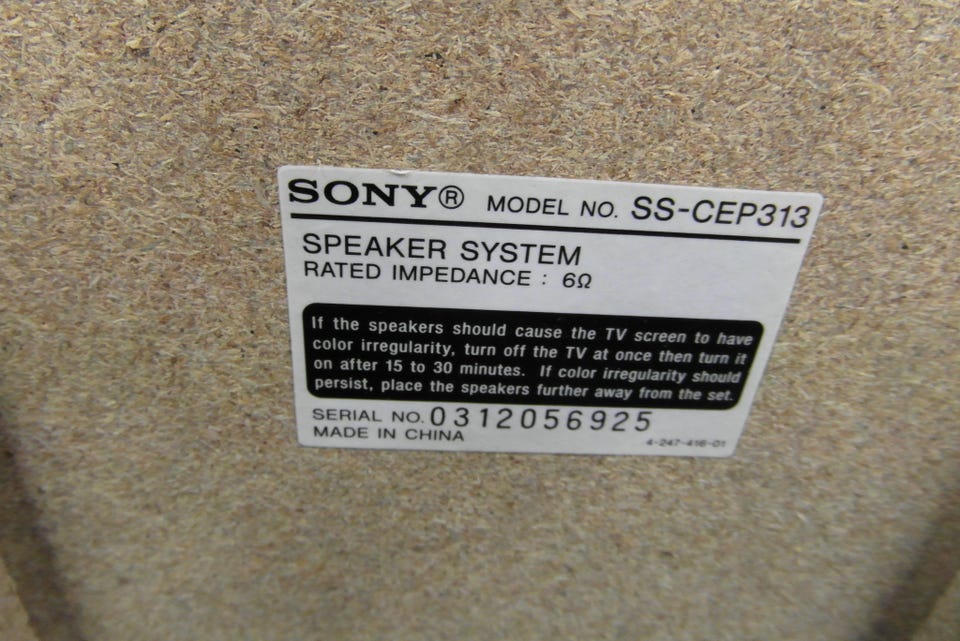 SONY® MODEL NO. SS-CEP313
SPEAKER SYSTEM
RATED IMPEDANCE : 6Ω
If the speakers should cause the TV screen to have
color irregularity, turn off the TV at once then turn it
on after 15 to 30 minutes. If color irregularity should
persist, place the speakers further away from the set.
SERIAL NO. 0312056925
MADE IN CHINA 4-247-416-01